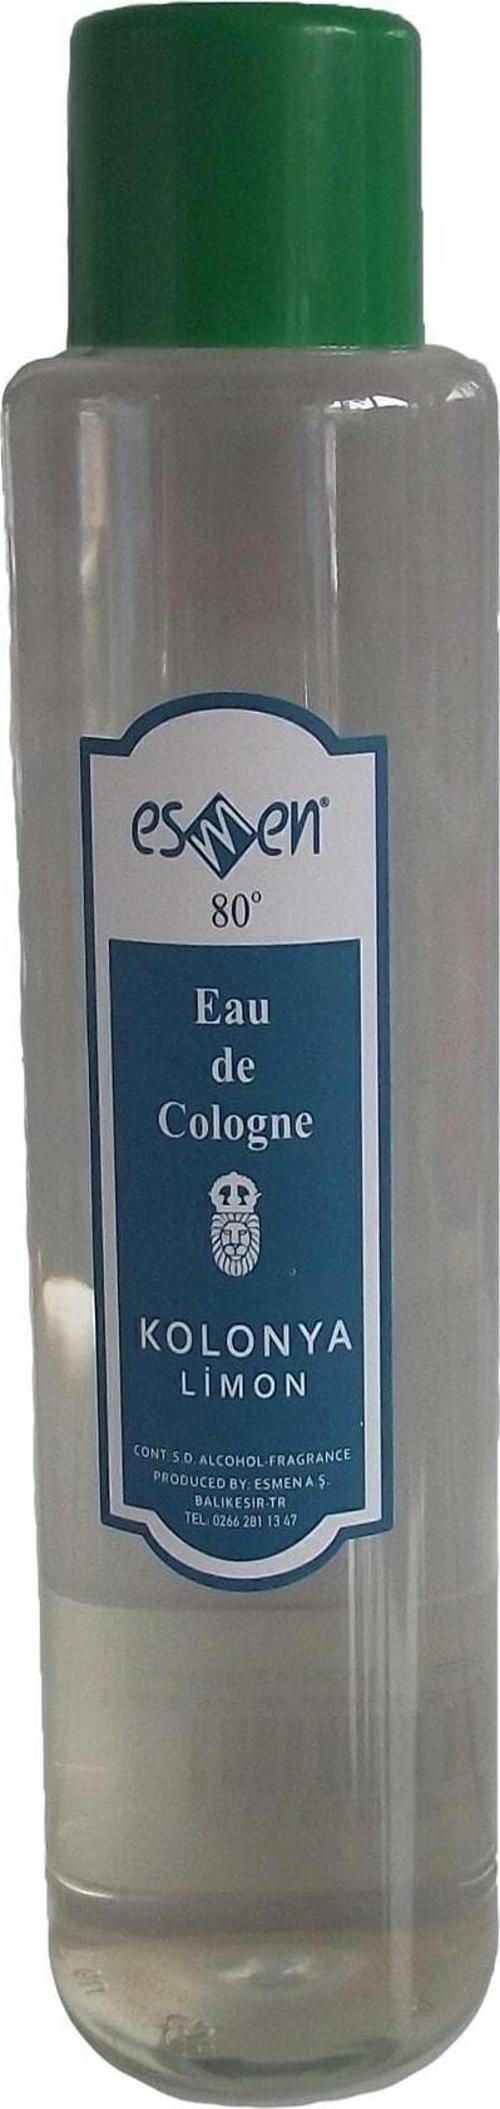 esmen®
80°
Eau
de
Cologne
KOLONYA
LİMON
CONT. S.D. ALCOHOL-FRAGRANCE
PRODUCED BY: ESMEN A.Ş.
BALIKESİR-TR
TEL: 0266 281 13 47